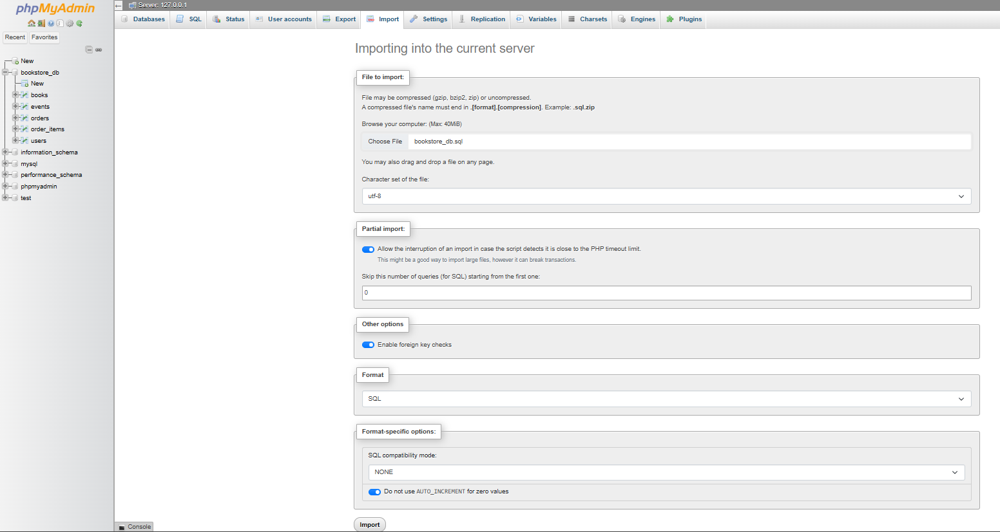 phpMyAdmin
Recent
Favorites
New
bookstore_db
New
books
events
orders
order_items
users
information_schema
mysql
performance_schema
phpmyadmin
test
Server: 127.0.0.1
Databases
SQL
Status
User accounts
Export
Import
Settings
Replication
Variables
Charsets
Engines
Plugins
Importing into the current server
File to import:
File may be compressed (gzip, bzip2, zip) or uncompressed.
A compressed file's name must end in .[format].[compression]. Example: .sql.zip
Browse your computer: (Max: 40MiB)
Choose File
bookstore_db.sql
You may also drag and drop a file on any page.
Character set of the file:
utf-8
Partial import:
Allow the interruption of an import in case the script detects it is close to the PHP timeout limit.
This might be a good way to import large files, however it can break transactions.
Skip this number of queries (for SQL) starting from the first one:
0
Other options
Enable foreign key checks
Format
SQL
Format-specific options:
SQL compatibility mode:
NONE
Do not use AUTO_INCREMENT for zero values
Console
Import